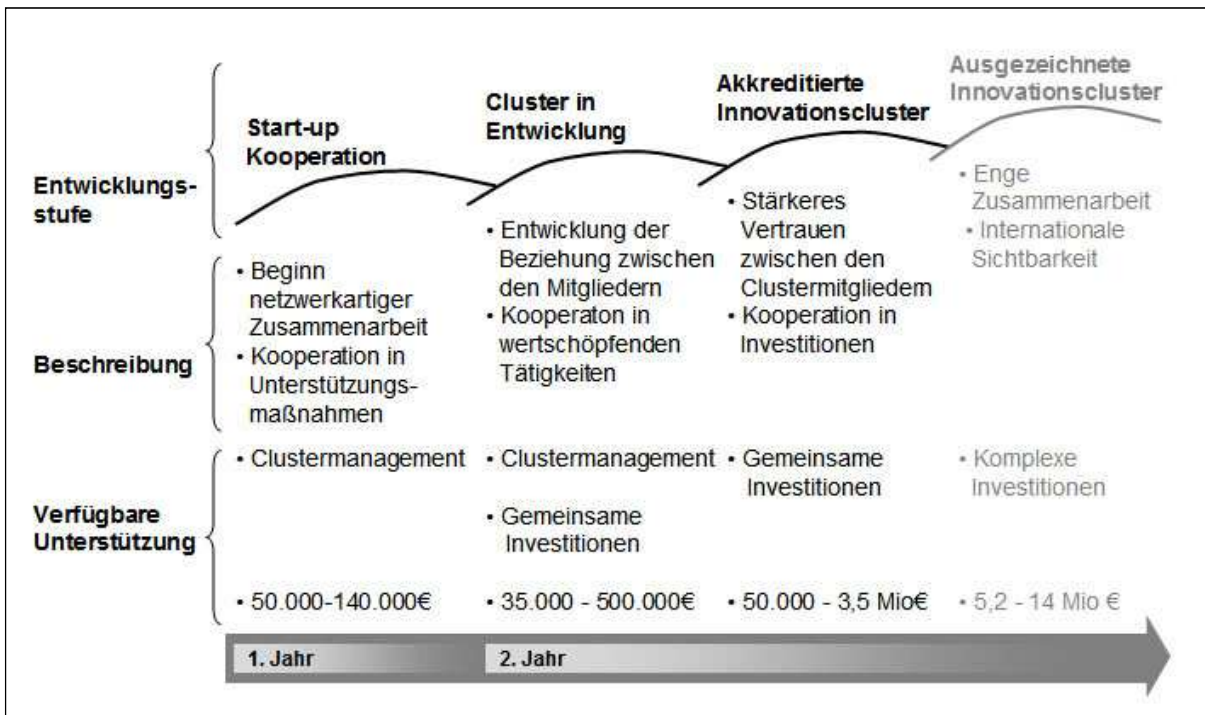 Entwicklungs-
stufe
Start-up
Kooperation
Cluster in
Entwicklung
Akkreditierte
Innovationscluster
Ausgezeichnete
Innovationscluster
Beschreibung
• Beginn
netzwerkartiger
Zusammenarbeit
• Kooperation in
Unterstützungs-
maßnahmen
• Entwicklung der
Beziehung zwischen
den Mitgliedern
• Kooperaton in
wertschöpfenden
Tätigkeiten
• Stärkeres
Vertrauen
zwischen den
Clustermitgliedern
• Kooperation in
Investitionen
• Enge
Zusammenarbeit
• Internationale
Sichtbarkeit
Verfügbare
Unterstützung
• Clustermanagement
• 50.000-140.000€
• Clustermanagement
• Gemeinsame
Investitionen
• 35.000 - 500.000€
• Gemeinsame
Investitionen
• 50.000 - 3,5 Mio€
• Komplexe
Investitionen
• 5,2 - 14 Mio €
1. Jahr
2. Jahr